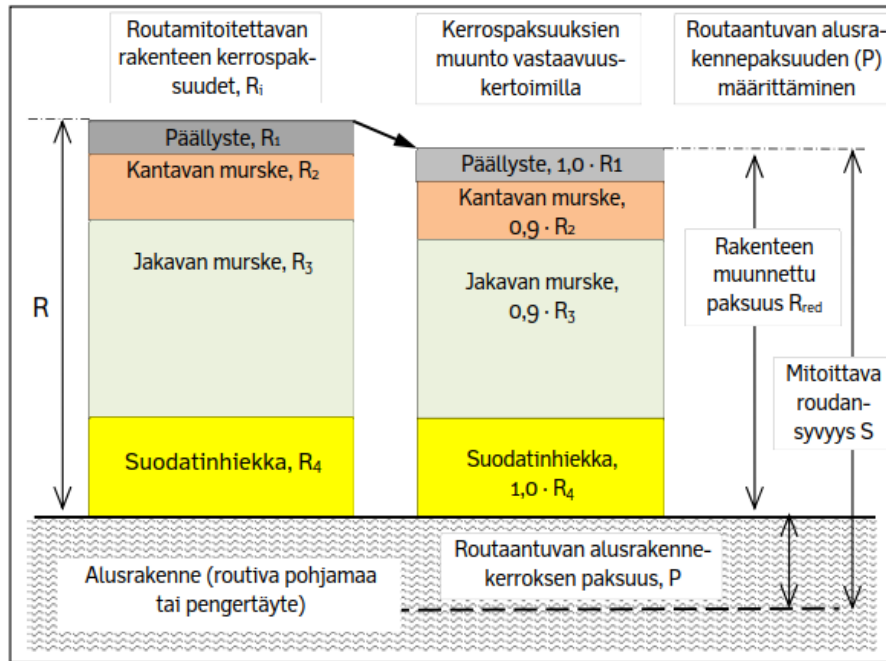 Routamitoitettavan
rakenteen kerrospak-
suudet, Rᵢ
Kerrospaksuuksien
muunto vastaavuus-
kertoimilla
Routaantuvan alusra-
kennepaksuuden (P)
määrittäminen
Päällyste, R₁
Kantavan murske, R₂
Jakavan murske, R₃
Suodatinhiekka, R₄
R
Päällyste, 1,0 · R1
Kantavan murske,
0,9 · R₂
Jakavan murske,
0,9 · R₃
Suodatinhiekka,
1,0 · R₄
Rakenteen
muunnettu
paksuus Rred
Mitoittava
roudan-
syvyys S
Alusrakenne (routiva pohjamaa
tai pengertäyte)
Routaantuvan alusrakenne-
kerroksen paksuus, P